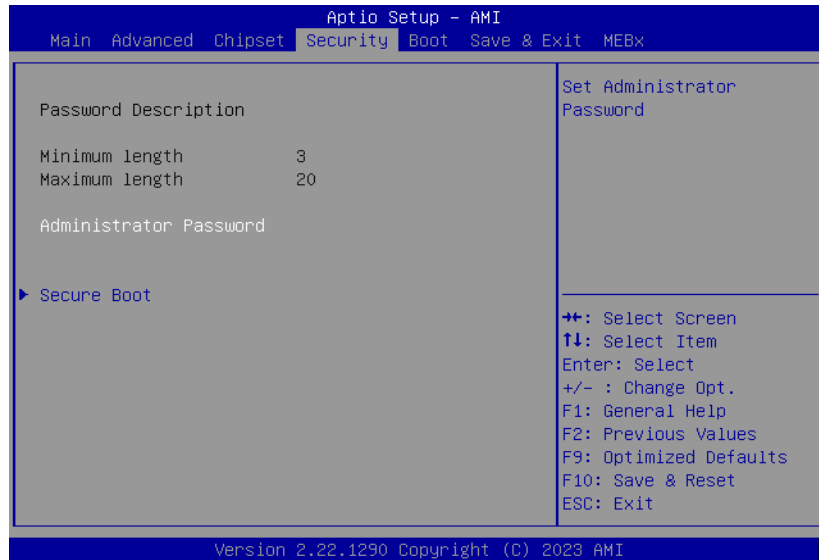 Aptio Setup – AMI
Main Advanced Chipset Security Boot Save & Exit MEBx
Password Description
Minimum length 3
Maximum length 20
Administrator Password
► Secure Boot
Set Administrator
Password
→←: Select Screen
↑↓: Select Item
Enter: Select
+/- : Change Opt.
F1: General Help
F2: Previous Values
F9: Optimized Defaults
F10: Save & Reset
ESC: Exit
Version 2.22.1290 Copyright (C) 2023 AMI